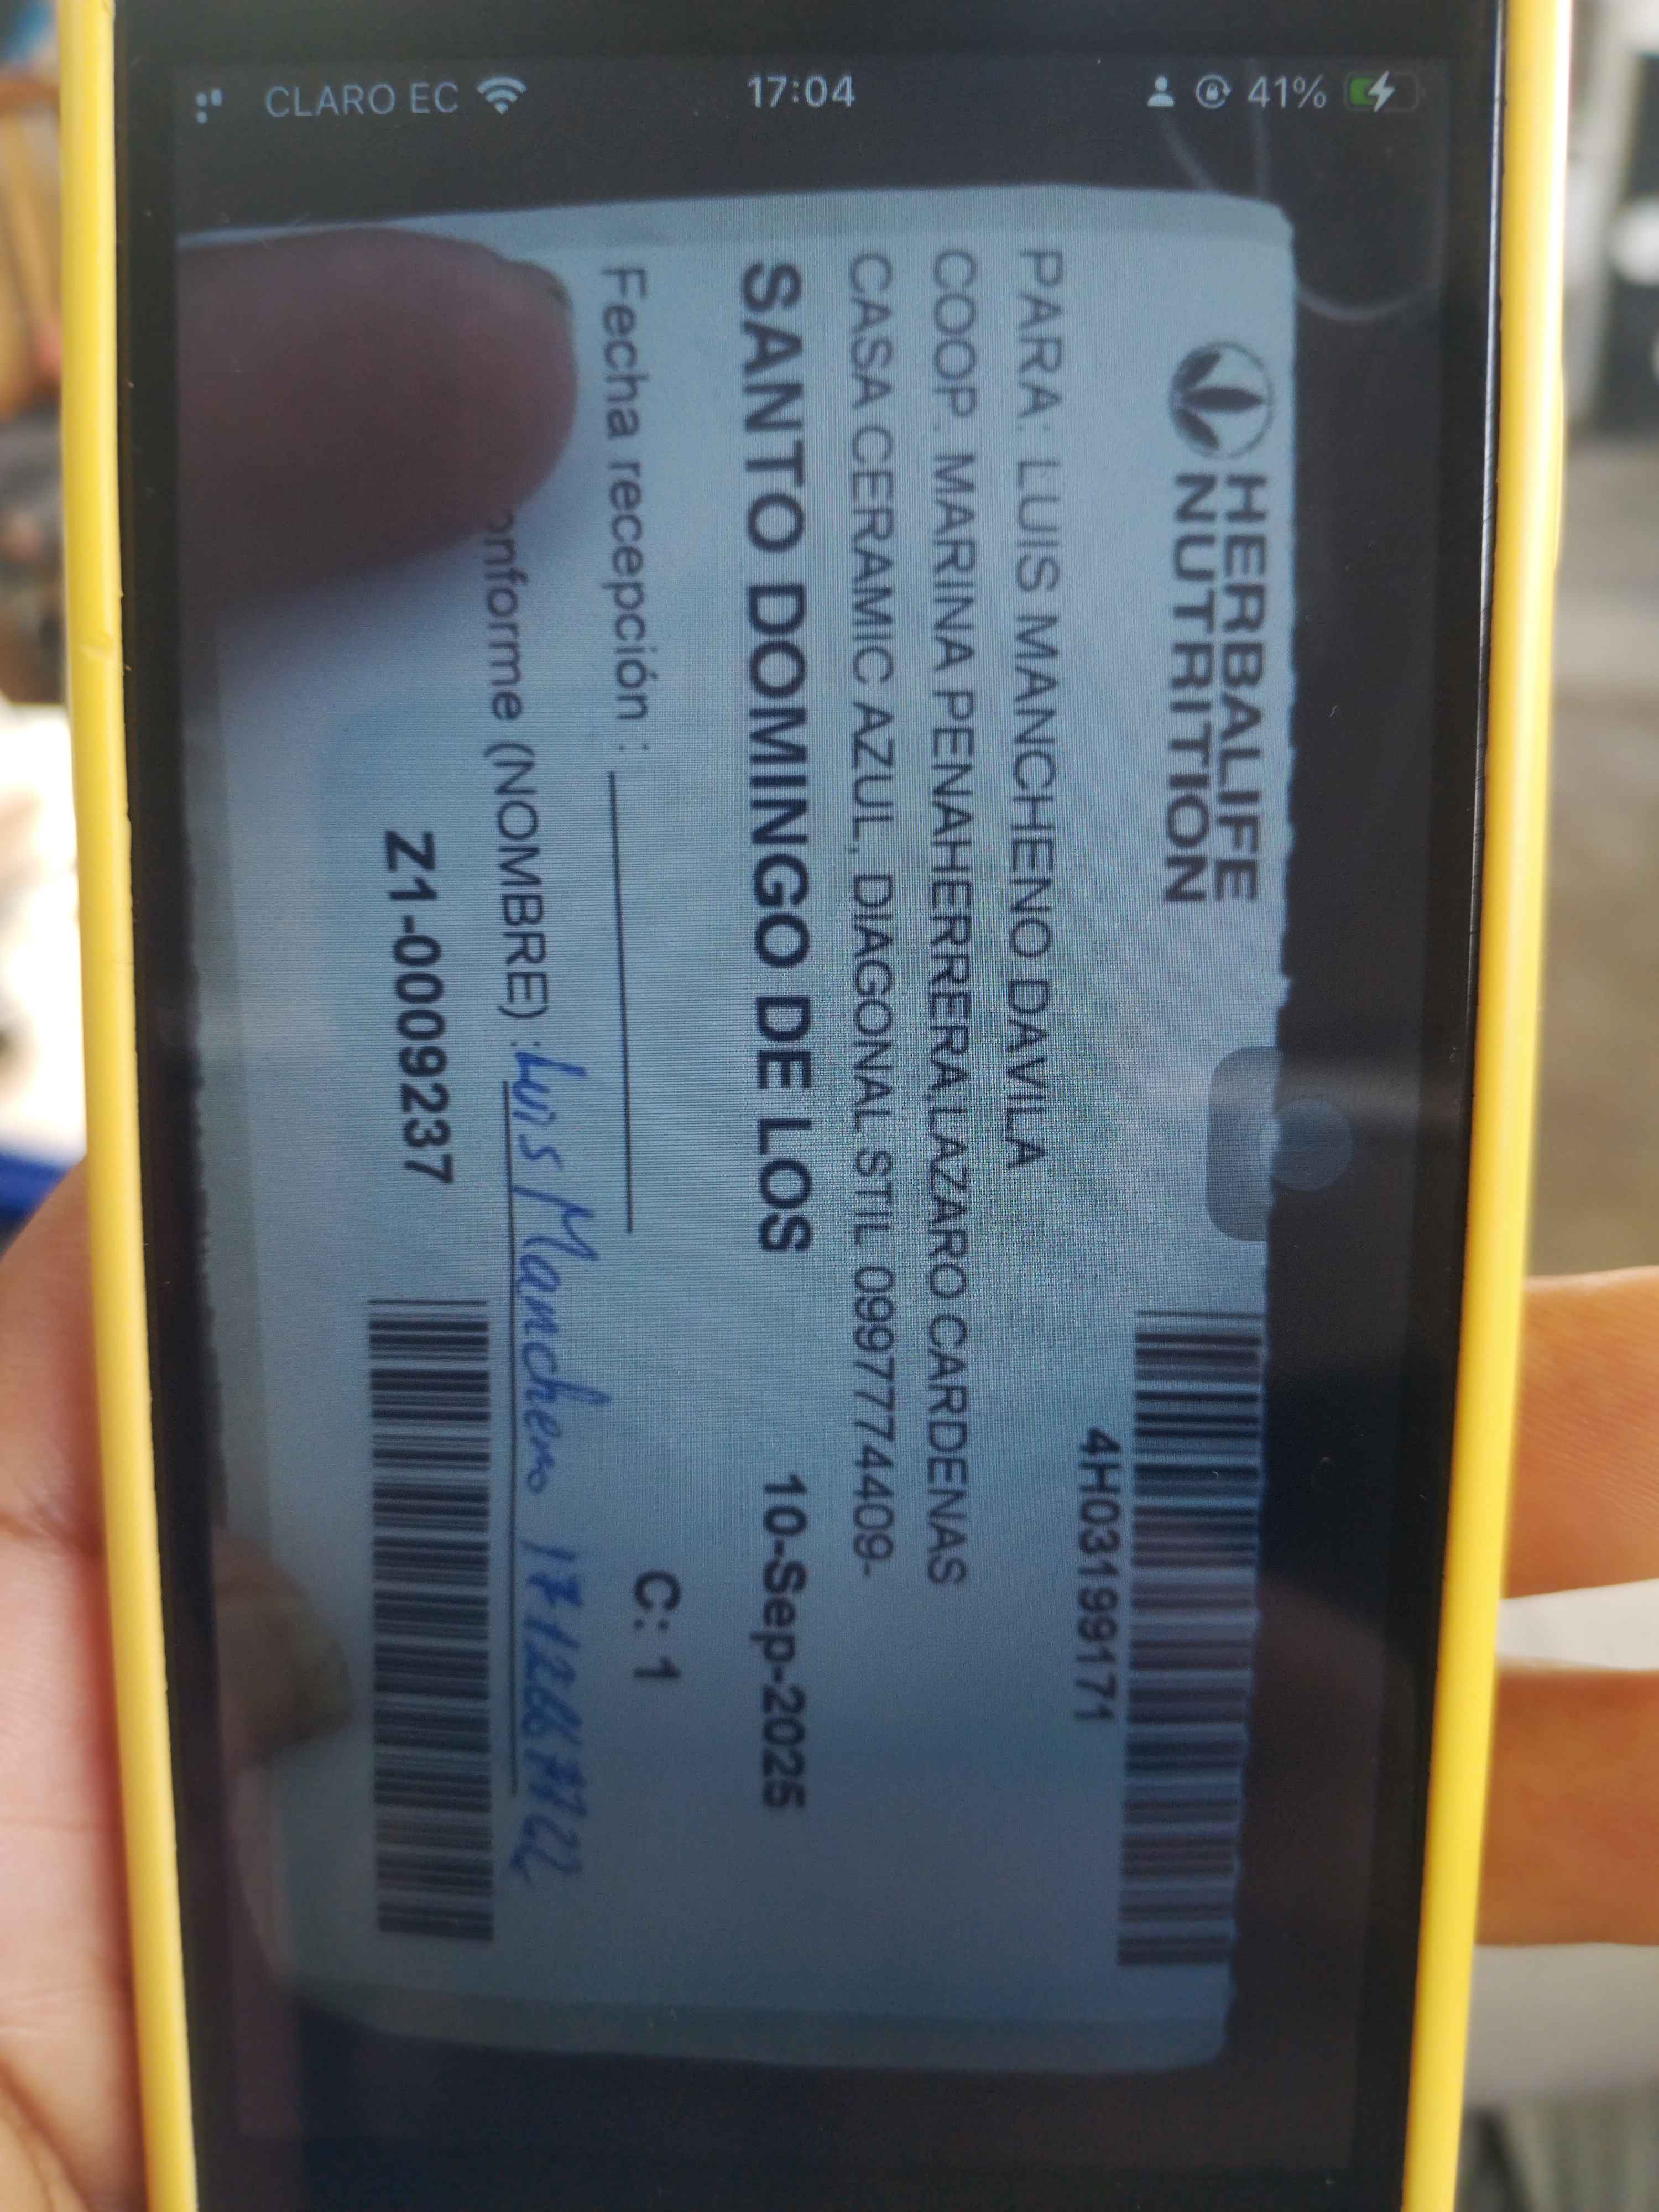 CLARO EC 17:04 41%
HERBALIFE
NUTRITION
4H03199171
PARA: LUIS MANCHENO DAVILA
COOP. MARINA PENAHERRERA,LAZARO CARDENAS
CASA CERAMIC AZUL, DIAGONAL STIL 0997774409-
SANTO DOMINGO DE LOS 10-Sep-2025
Fecha recepción : C: 1
onforme (NOMBRE) : Luis Mancheno
Z1-0009237